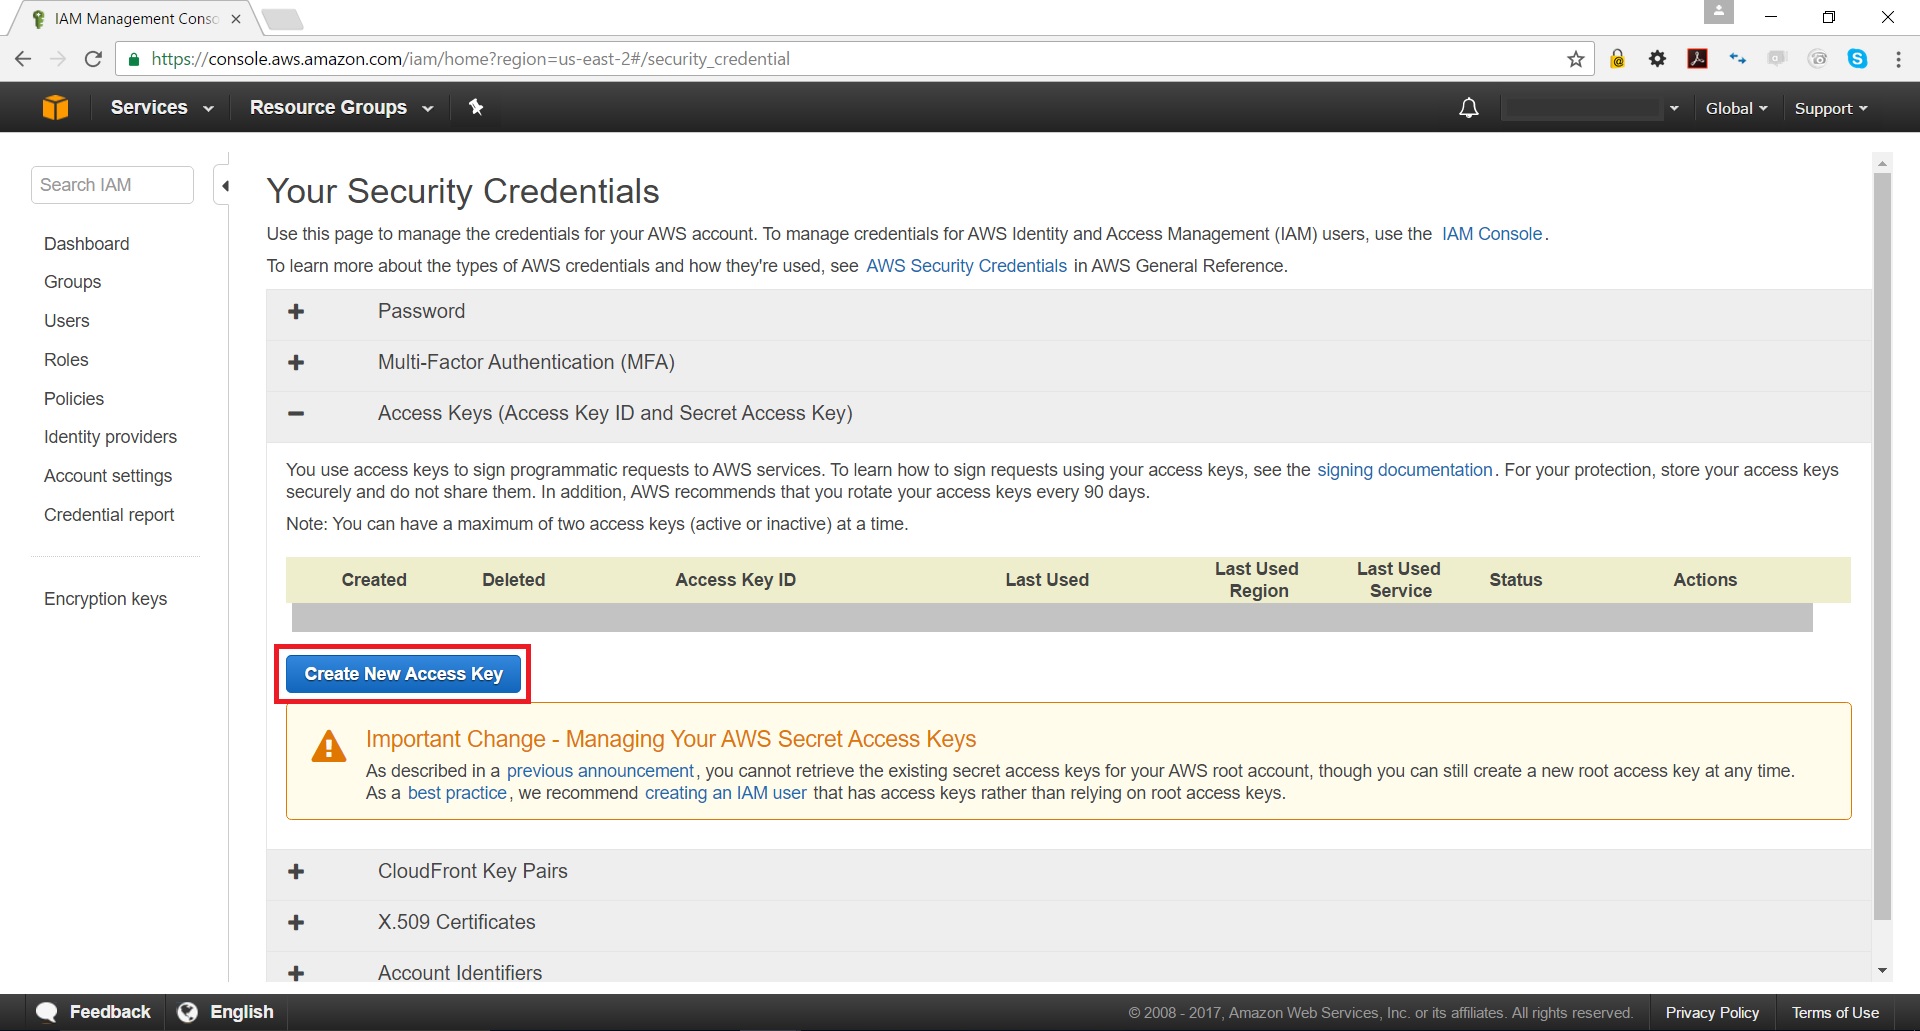 IAM Management Conso
https://console.aws.amazon.com/iam/home?region=us-east-2#/security_credential
Services
Resource Groups
Global
Support
Search IAM
Dashboard
Groups
Users
Roles
Policies
Identity providers
Account settings
Credential report
Encryption keys
Your Security Credentials
Use this page to manage the credentials for your AWS account. To manage credentials for AWS Identity and Access Management (IAM) users, use the IAM Console.
To learn more about the types of AWS credentials and how they're used, see AWS Security Credentials in AWS General Reference.
Password
Multi-Factor Authentication (MFA)
Access Keys (Access Key ID and Secret Access Key)
You use access keys to sign programmatic requests to AWS services. To learn how to sign requests using your access keys, see the signing documentation. For your protection, store your access keys
securely and do not share them. In addition, AWS recommends that you rotate your access keys every 90 days.
Note: You can have a maximum of two access keys (active or inactive) at a time.
Created
Deleted
Access Key ID
Last Used
Last Used
Region
Last Used
Service
Status
Actions
Create New Access Key
Important Change - Managing Your AWS Secret Access Keys
As described in a previous announcement, you cannot retrieve the existing secret access keys for your AWS root account, though you can still create a new root access key at any time.
As a best practice, we recommend creating an IAM user that has access keys rather than relying on root access keys.
CloudFront Key Pairs
X.509 Certificates
Account Identifiers
Feedback
English
© 2008 - 2017, Amazon Web Services, Inc. or its affiliates. All rights reserved.
Privacy Policy
Terms of Use